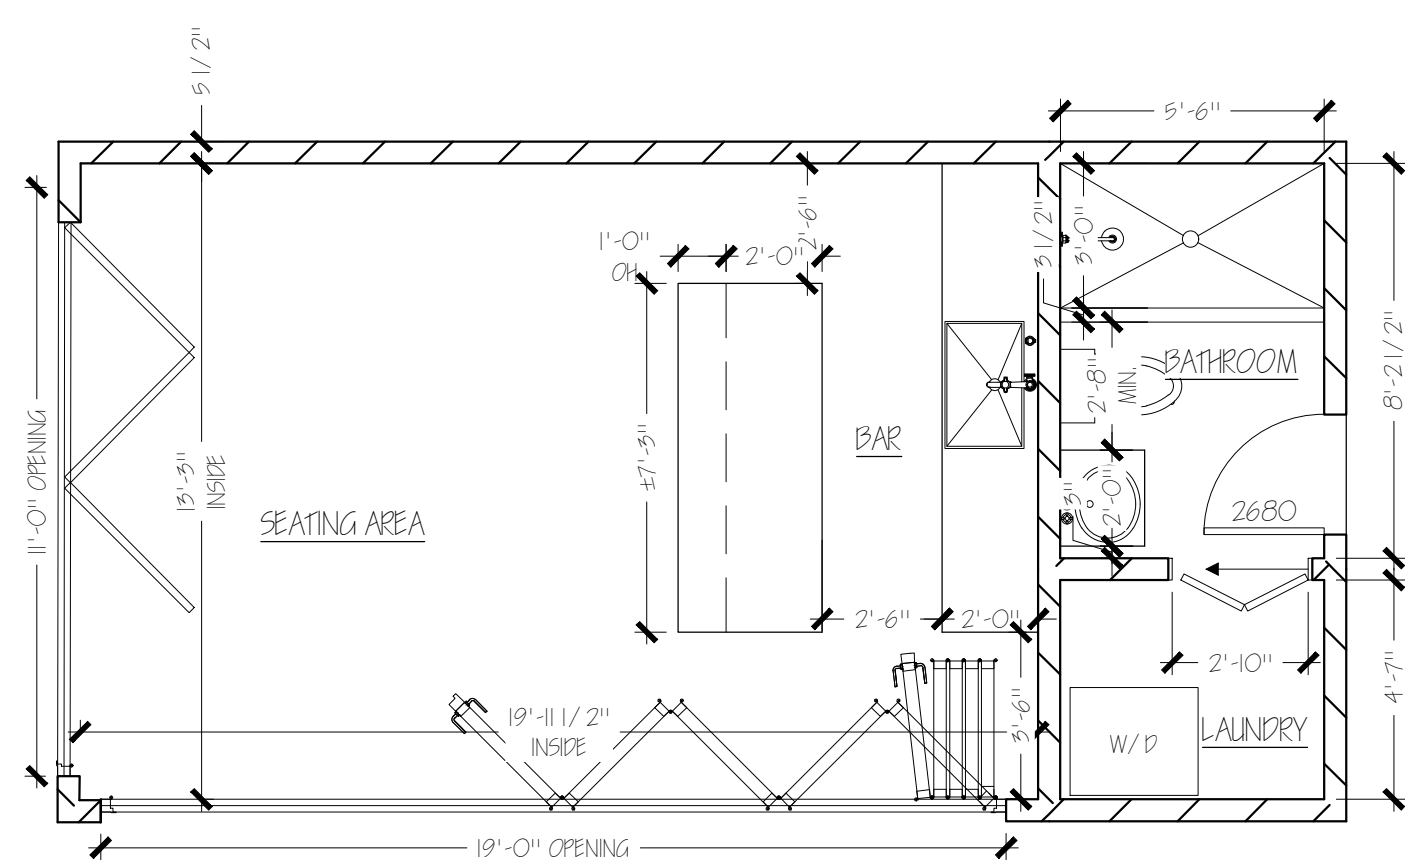 5 1/2"
5'-6"
1'-0"
OH
2'-0"
2'-6"
3 1/2"
3'-0"
BATHROOM
2'-8"
MIN.
8'-2 1/2"
11'-0" OPENING
13'-3"
INSIDE
SEATING AREA
±7'-3"
BAR
3"
2'-0"
2680
2'-6"
2'-0"
2'-10"
4'-7"
19'-11 1/2"
INSIDE
3'-6"
W/D
LAUNDRY
19'-0" OPENING